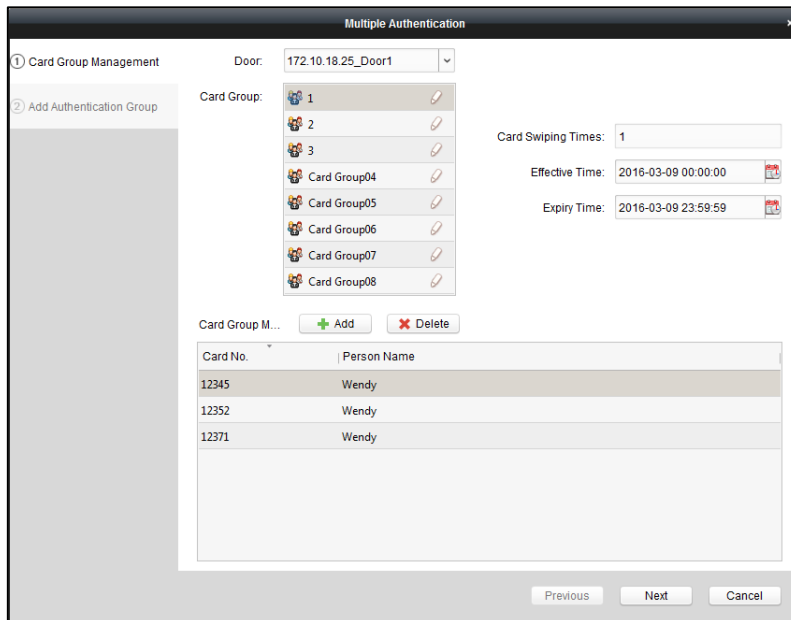 Multiple Authentication
×
1 Card Group Management
2 Add Authentication Group
Door: 172.10.18.25_Door1
Card Group:
1
2
3
Card Group04
Card Group05
Card Group06
Card Group07
Card Group08
Card Swiping Times: 1
Effective Time: 2016-03-09 00:00:00
Expiry Time: 2016-03-09 23:59:59
Card Group M... Add Delete
Card No. Person Name
12345 Wendy
12352 Wendy
12371 Wendy
Previous Next Cancel